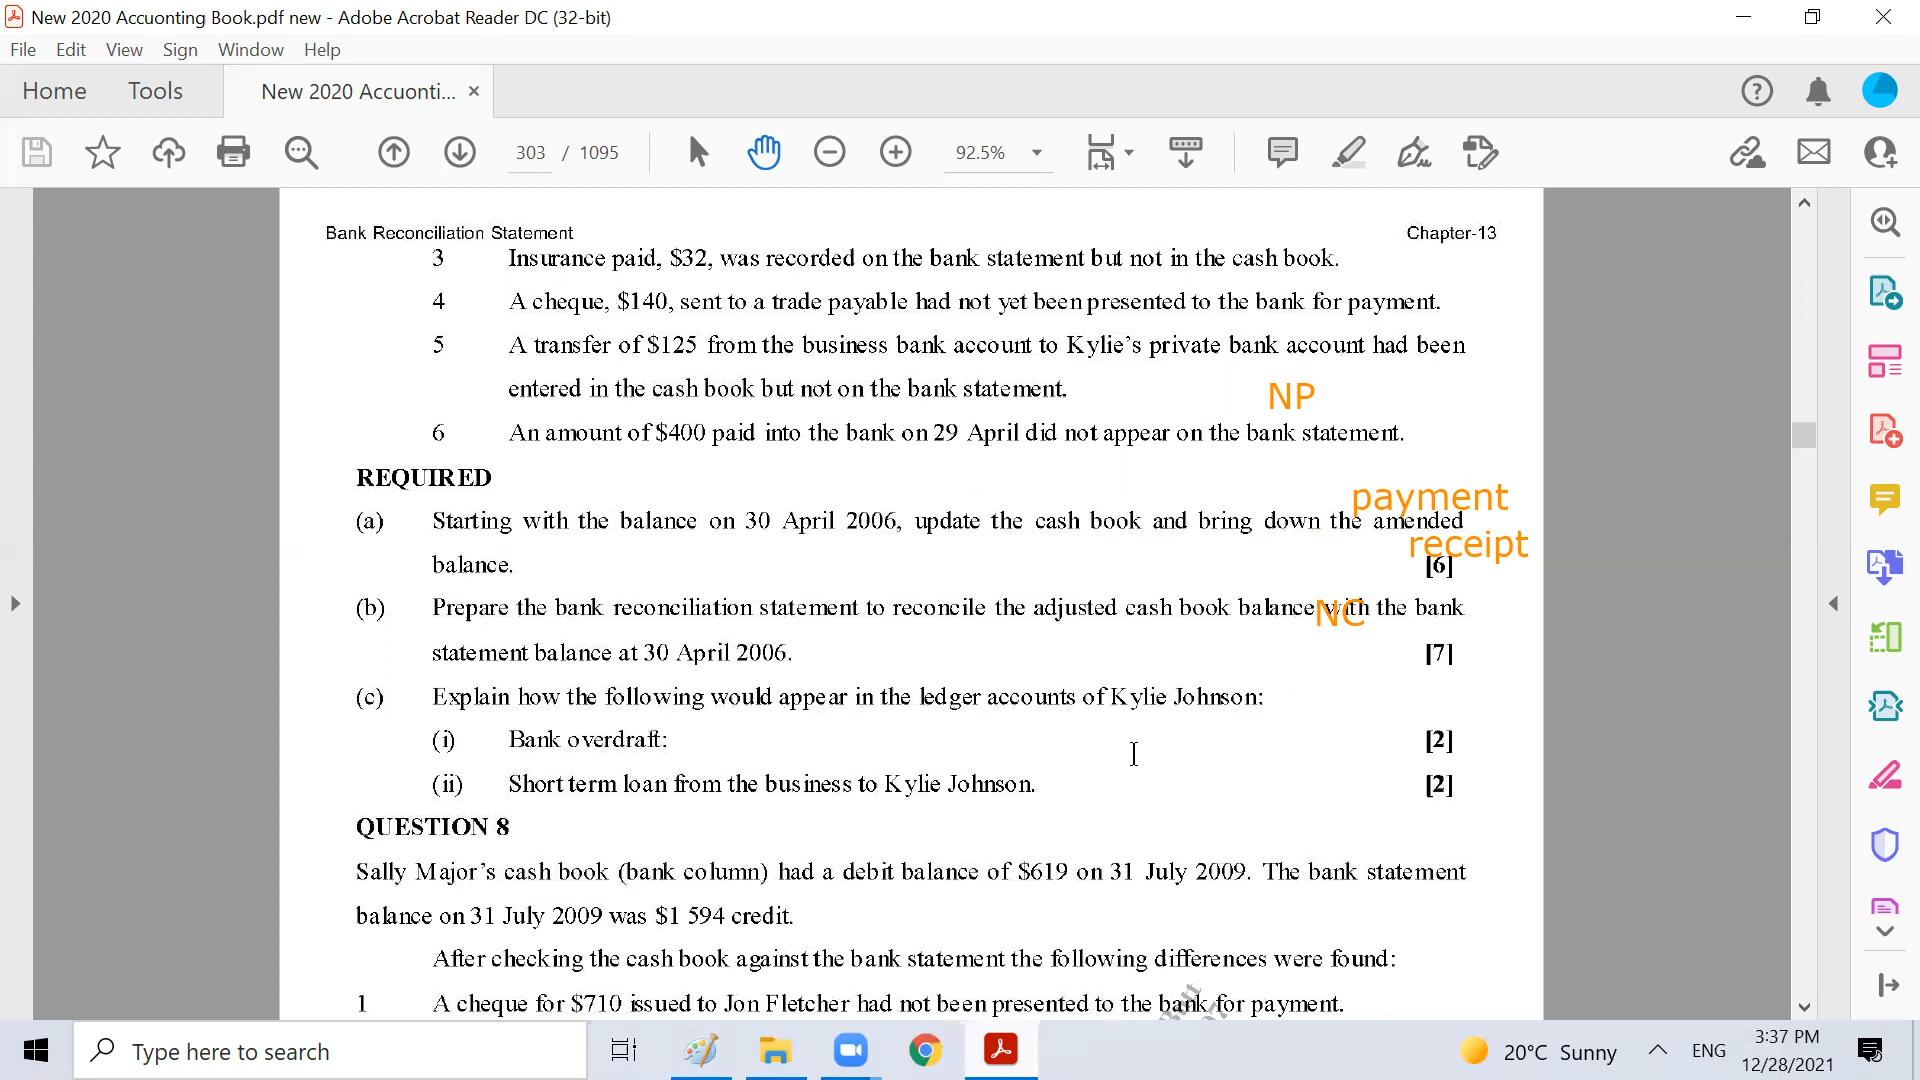 New 2020 Accuonting Book.pdf new - Adobe Acrobat Reader DC (32-bit)
File Edit View Sign Window Help
Home Tools New 2020 Accuonti... ×
303 / 1095 92.5%
Bank Reconciliation Statement Chapter-13
3 Insurance paid, $32, was recorded on the bank statement but not in the cash book.
4 A cheque, $140, sent to a trade payable had not yet been presented to the bank for payment.
5 A transfer of $125 from the business bank account to Kylie’s private bank account had been
entered in the cash book but not on the bank statement.
NP
6 An amount of $400 paid into the bank on 29 April did not appear on the bank statement.
REQUIRED
payment
(a) Starting with the balance on 30 April 2006, update the cash book and bring down the amended
receipt
balance. [6]
(b) Prepare the bank reconciliation statement to reconcile the adjusted cash book balance with the bank
NC
statement balance at 30 April 2006. [7]
(c) Explain how the following would appear in the ledger accounts of Kylie Johnson:
(i) Bank overdraft: [2]
(ii) Short term loan from the business to Kylie Johnson. [2]
QUESTION 8
Sally Major’s cash book (bank column) had a debit balance of $619 on 31 July 2009. The bank statement
balance on 31 July 2009 was $1 594 credit.
After checking the cash book against the bank statement the following differences were found:
1 A cheque for $710 issued to Jon Fletcher had not been presented to the bank for payment.
Type here to search
20°C Sunny
ENG
3:37 PM
12/28/2021